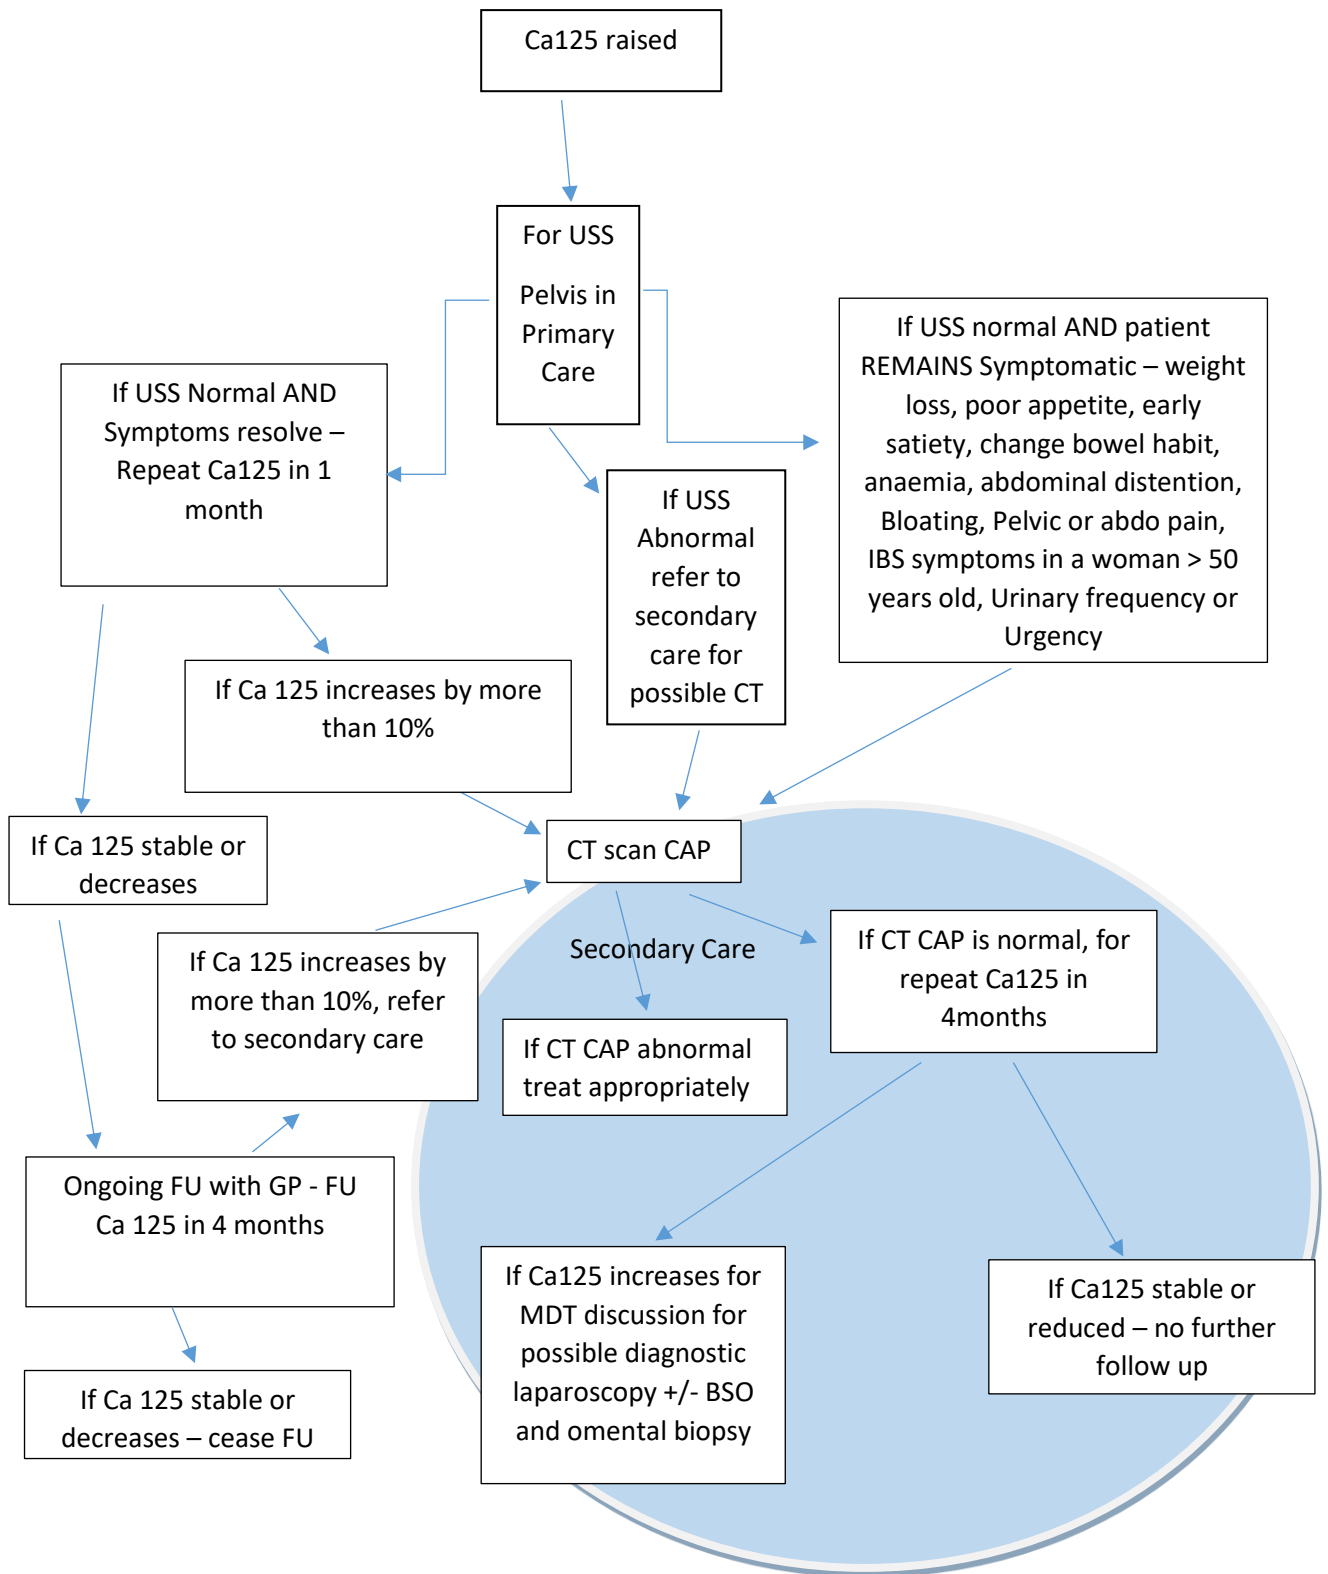 Ca125 raised
For USS
Pelvis in
Primary
Care
If USS Normal AND
Symptoms resolve –
Repeat Ca125 in 1
month
If USS
Abnormal
refer to
secondary
care for
possible CT
If USS normal AND patient
REMAINS Symptomatic – weight
loss, poor appetite, early
satiety, change bowel habit,
anaemia, abdominal distention,
Bloating, Pelvic or abdo pain,
IBS symptoms in a woman > 50
years old, Urinary frequency or
Urgency
If Ca 125 increases by more
than 10%
If Ca 125 stable or
decreases
CT scan CAP
Secondary Care
If Ca 125 increases by
more than 10%, refer
to secondary care
If CT CAP is normal, for
repeat Ca125 in
4months
If CT CAP abnormal
treat appropriately
Ongoing FU with GP - FU
Ca 125 in 4 months
If Ca125 increases for
MDT discussion for
possible diagnostic
laparoscopy +/- BSO
and omental biopsy
If Ca125 stable or
reduced – no further
follow up
If Ca 125 stable or
decreases – cease FU